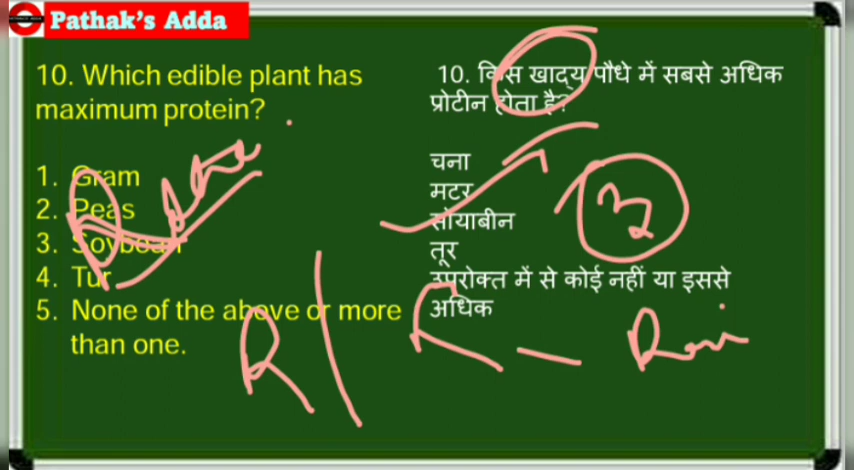 Pathak's Adda
10. Which edible plant has
maximum protein?
1. Gram
2. Peas
3. Soybean
4. Tur
5. None of the above or more
than one.
10. किस खाद्य पौधे में सबसे अधिक
प्रोटीन होता है?
चना
मटर
सोयाबीन
तूर
उपरोक्त में से कोई नहीं या इससे
अधिक
3
R